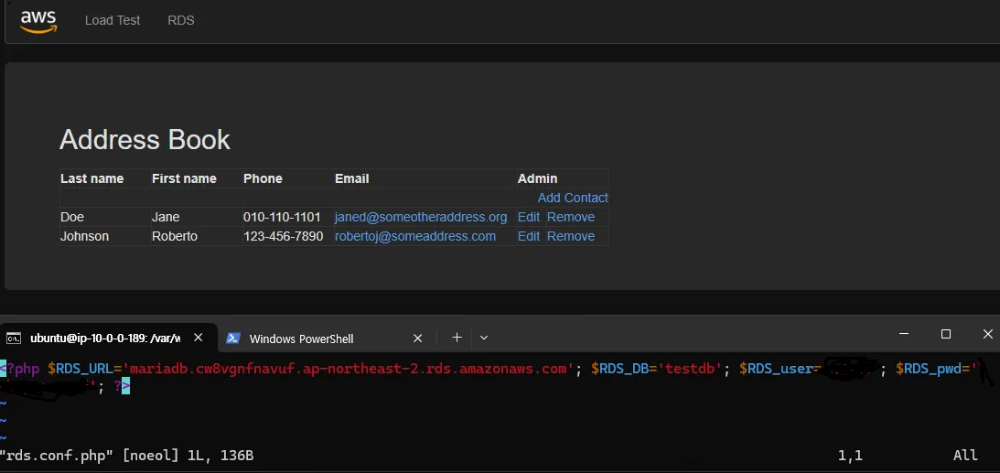 aws Load Test RDS
Address Book
Last name First name Phone Email Admin
Add Contact
Doe Jane 010-110-1101 janed@someotheraddress.org Edit Remove
Johnson Roberto 123-456-7890 robertoj@someaddress.com Edit Remove
ubuntu@ip-10-0-0-189: /var/w Windows PowerShell
<?php $RDS_URL='mariadb.cw8vgnfnavuf.ap-northeast-2.rds.amazonaws.com'; $RDS_DB='testdb'; $RDS_user= ; $RDS_pwd='
'; ?>
~
~
~
"rds.conf.php" [noeol] 1L, 136B 1,1 All